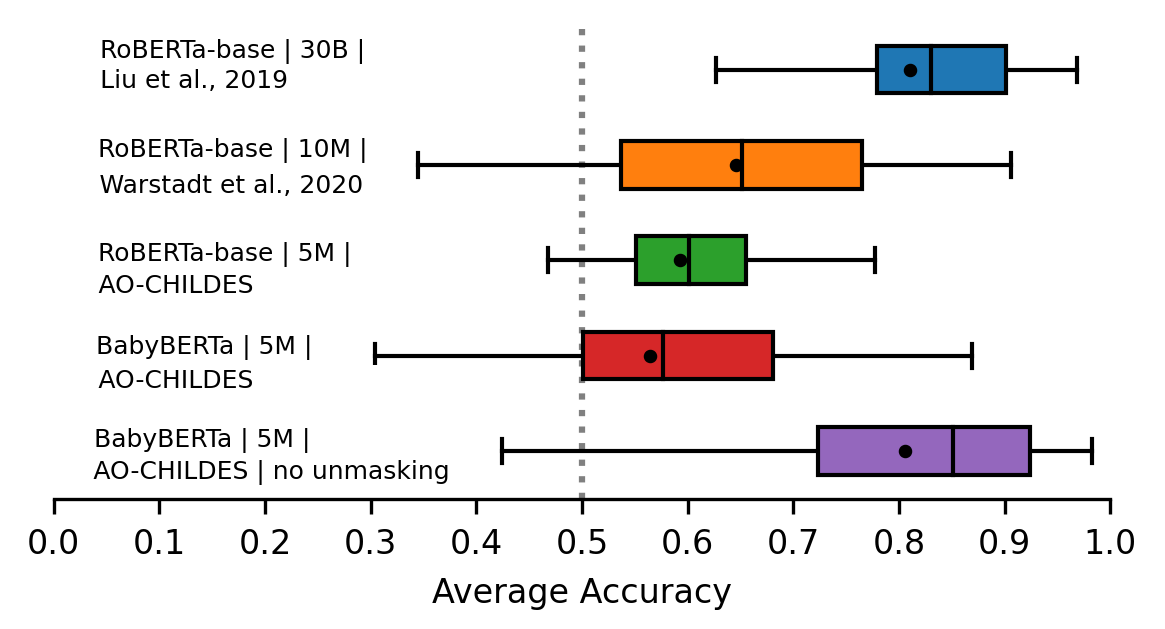 RoBERTa-base | 30B |
Liu et al., 2019
RoBERTa-base | 10M |
Warstadt et al., 2020
RoBERTa-base | 5M |
AO-CHILDES
BabyBERTa | 5M |
AO-CHILDES
BabyBERTa | 5M |
AO-CHILDES | no unmasking
0.0 0.1 0.2 0.3 0.4 0.5 0.6 0.7 0.8 0.9 1.0
Average Accuracy